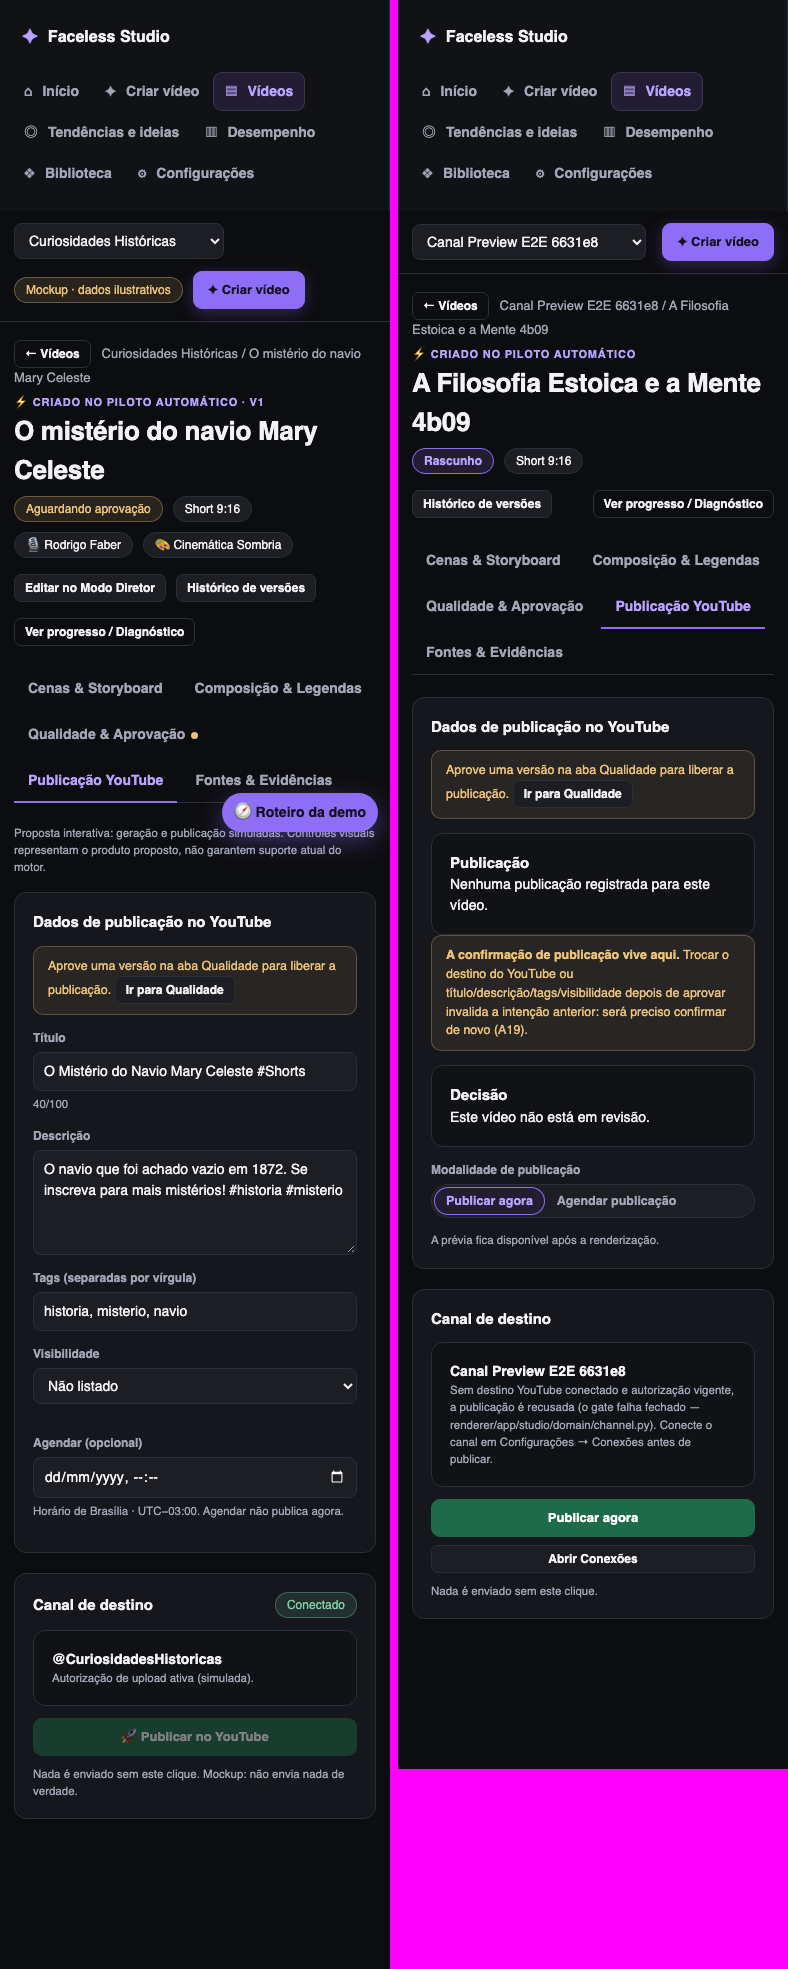 Faceless Studio
Início
Criar vídeo
Vídeos
Tendências e ideias
Desempenho
Biblioteca
Configurações
Curiosidades Históricas
Mockup · dados ilustrativos
✦ Criar vídeo
← Vídeos
Curiosidades Históricas / O mistério do navio
Mary Celeste
⚡ CRIADO NO PILOTO AUTOMÁTICO · V1
O mistério do navio Mary
Celeste
Aguardando aprovação
Short 9:16
Rodrigo Faber
Cinemática Sombria
Editar no Modo Diretor
Histórico de versões
Ver progresso / Diagnóstico
Cenas & Storyboard
Composição & Legendas
Qualidade & Aprovação
Publicação YouTube
Fontes & Evidências
Roteiro da demo
Proposta interativa: geração e publicação simuladas. Controles visuais
representam o produto proposto, não garantem suporte atual do
motor.
Dados de publicação no YouTube
Aprove uma versão na aba Qualidade para liberar a
publicação. Ir para Qualidade
Título
O Mistério do Navio Mary Celeste #Shorts
40/100
Descrição
O navio que foi achado vazio em 1872. Se
inscreva para mais mistérios! #historia #misterio
Tags (separadas por vírgula)
historia, misterio, navio
Visibilidade
Não listado
Agendar (opcional)
dd/mm/yyyy, --:--
Horário de Brasília · UTC−03:00. Agendar não publica agora.
Canal de destino
Conectado
@CuriosidadesHistoricas
Autorização de upload ativa (simulada).
🚀 Publicar no YouTube
Nada é enviado sem este clique. Mockup: não envia nada de
verdade.
Faceless Studio
Início
Criar vídeo
Vídeos
Tendências e ideias
Desempenho
Biblioteca
Configurações
Canal Preview E2E 6631e8
✦ Criar vídeo
← Vídeos
Canal Preview E2E 6631e8 / A Filosofia
Estoica e a Mente 4b09
⚡ CRIADO NO PILOTO AUTOMÁTICO
A Filosofia Estoica e a Mente
4b09
Rascunho
Short 9:16
Histórico de versões
Ver progresso / Diagnóstico
Cenas & Storyboard
Composição & Legendas
Qualidade & Aprovação
Publicação YouTube
Fontes & Evidências
Dados de publicação no YouTube
Aprove uma versão na aba Qualidade para liberar a
publicação. Ir para Qualidade
Publicação
Nenhuma publicação registrada para este
vídeo.
A confirmação de publicação vive aqui. Trocar o
destino do YouTube ou
título/descrição/tags/visibilidade depois de aprovar
invalida a intenção anterior: será preciso confirmar
de novo (A19).
Decisão
Este vídeo não está em revisão.
Modalidade de publicação
Publicar agora
Agendar publicação
A prévia fica disponível após a renderização.
Canal de destino
Canal Preview E2E 6631e8
Sem destino YouTube conectado e autorização vigente,
a publicação é recusada (o gate falha fechado —
renderer/app/studio/domain/channel.py). Conecte o
canal em Configurações → Conexões antes de
publicar.
Publicar agora
Abrir Conexões
Nada é enviado sem este clique.